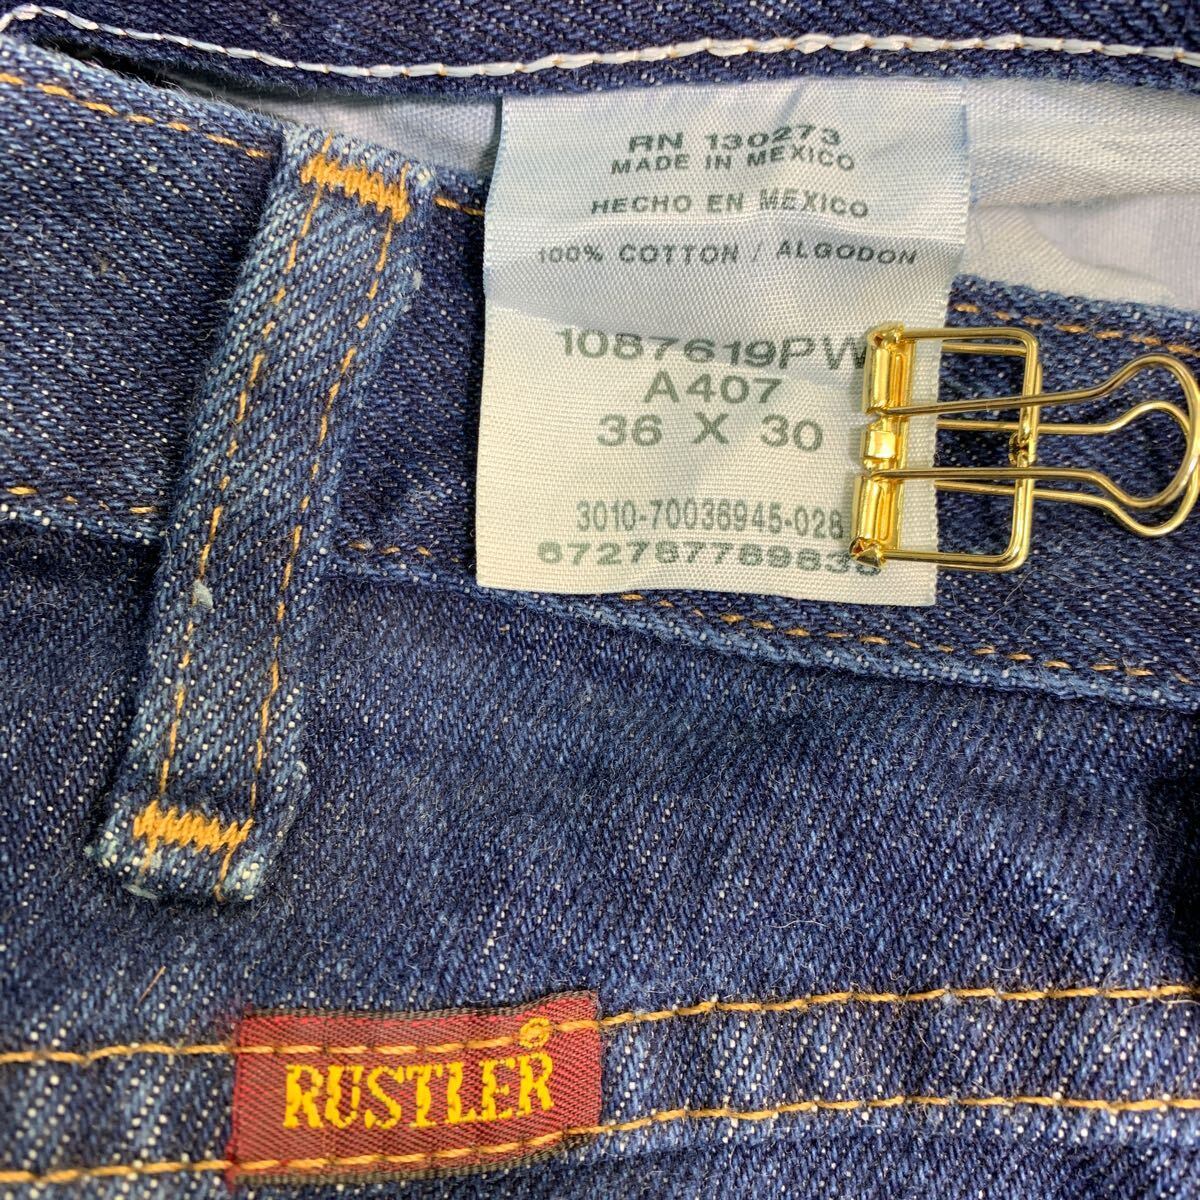 RN 130273
MADE IN MEXICO
HECHO EN MEXICO
100% COTTON / ALGODON
1087619PW
A407
36 X 30
3010-70036945-028
RUSTLER